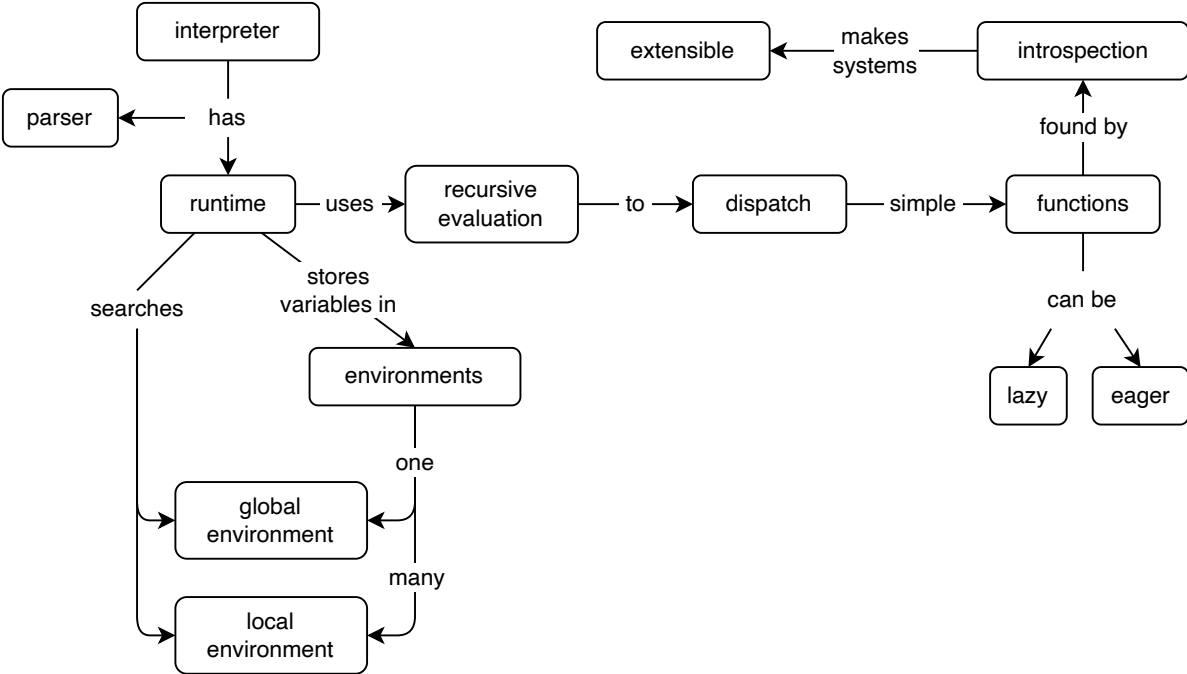 interpreter
extensible
makes
systems
introspection
parser
has
found by
runtime
uses
recursive
evaluation
to
dispatch
simple
functions
searches
stores
variables in
can be
environments
lazy
eager
one
global
environment
many
local
environment